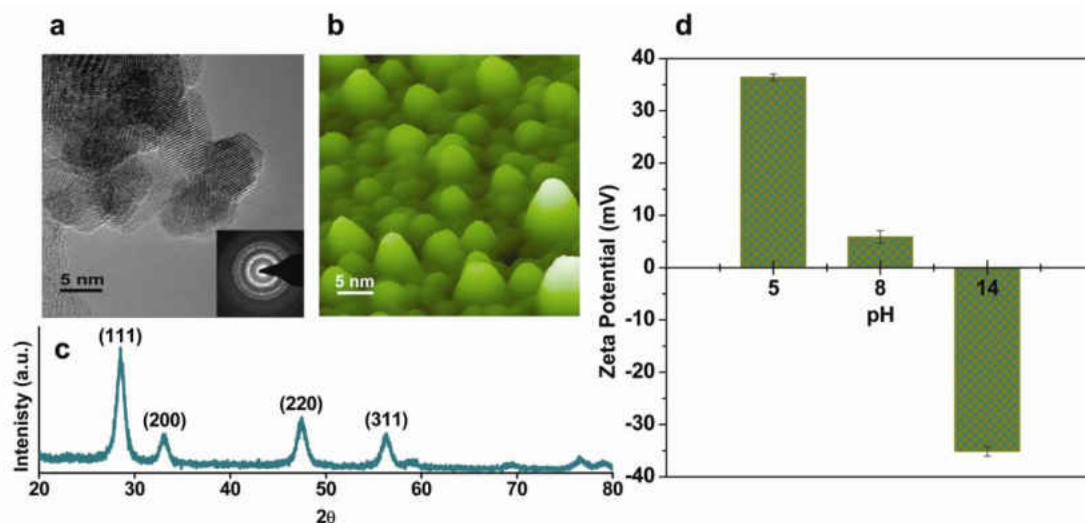 a
b
d
5 nm
5 nm
c
(111)
(200)
(220)
(311)
Intenisty (a.u.)
20 30 40 50 60 70 80
2θ
40
30
20
10
0
-10
-20
-30
-40
Zeta Potential (mV)
5 8 14
pH